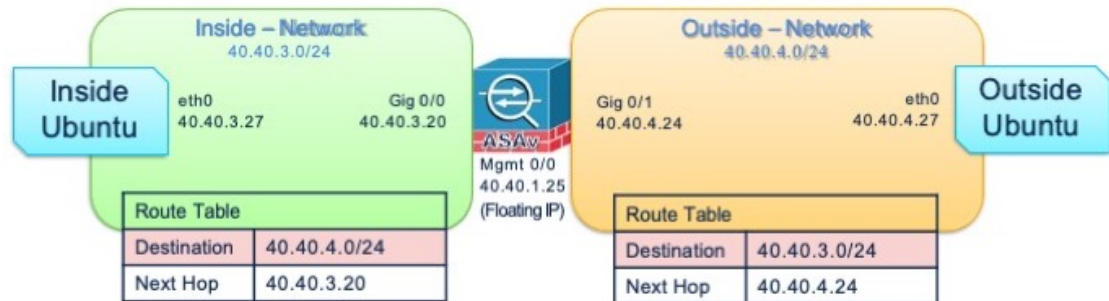 Inside – Network
40.40.3.0/24
Inside
Ubuntu
eth0
40.40.3.27
Gig 0/0
40.40.3.20
Route Table
Destination 40.40.4.0/24
Next Hop 40.40.3.20
ASAv
Mgmt 0/0
40.40.1.25
(Floating IP)
Outside – Network
40.40.4.0/24
Gig 0/1
40.40.4.24
eth0
40.40.4.27
Outside
Ubuntu
Route Table
Destination 40.40.3.0/24
Next Hop 40.40.4.24